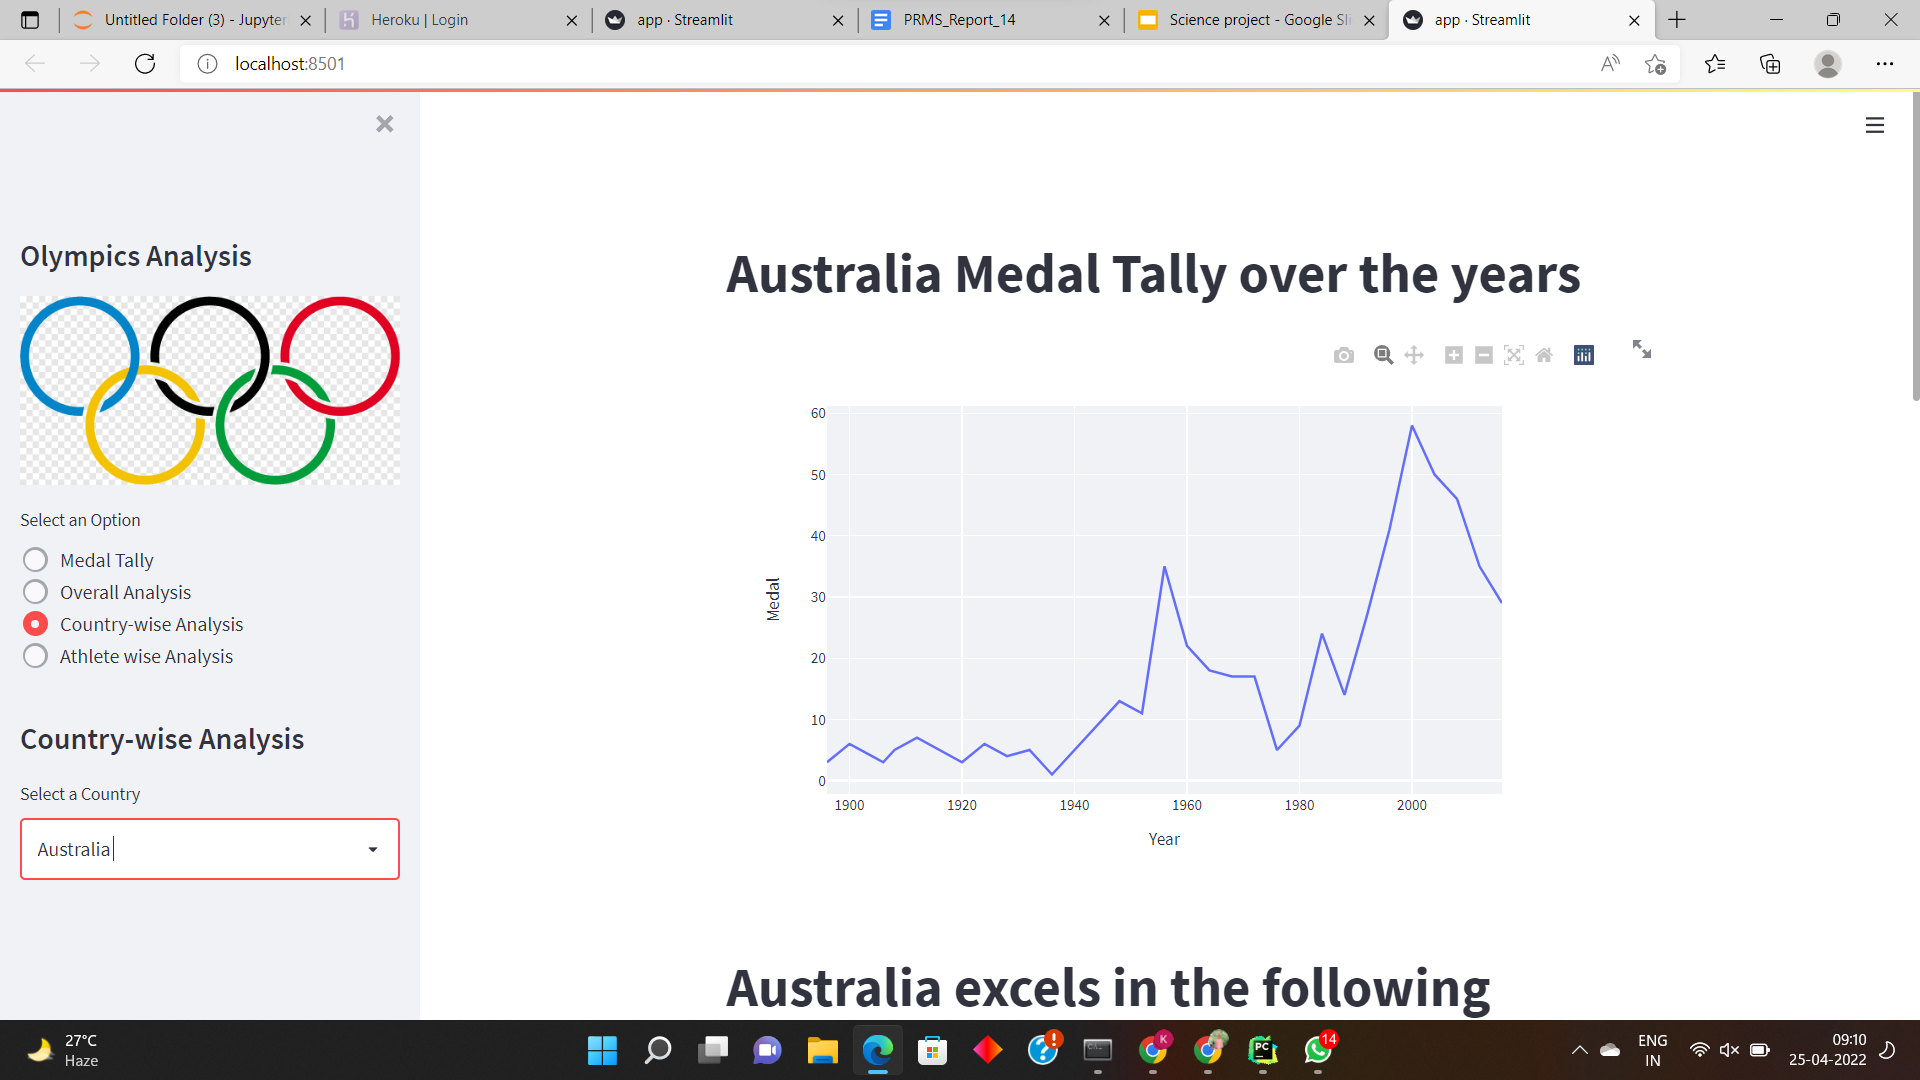 Untitled Folder (3) - Jupyter
Heroku | Login
app · Streamlit
PRMS_Report_14
Science project - Google Sli
app · Streamlit
localhost:8501
Olympics Analysis
Select an Option
Medal Tally
Overall Analysis
Country-wise Analysis
Athlete wise Analysis
Country-wise Analysis
Select a Country
Australia
Australia Medal Tally over the years
60
50
40
30
20
10
0
Medal
1900 1920 1940 1960 1980 2000
Year
Australia excels in the following
27°C
Haze
K
PC
14
ENG
IN
09:10
25-04-2022